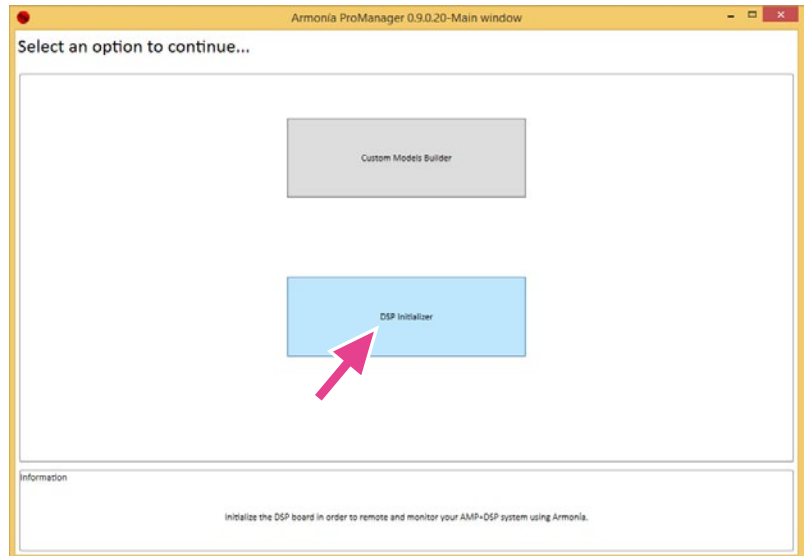 Armonía ProManager 0.9.0.20-Main window
Select an option to continue...
Custom Models Builder
DSP Initializer
Information
Initialize the DSP board in order to remote and monitor your AMP+DSP system using Armonía.